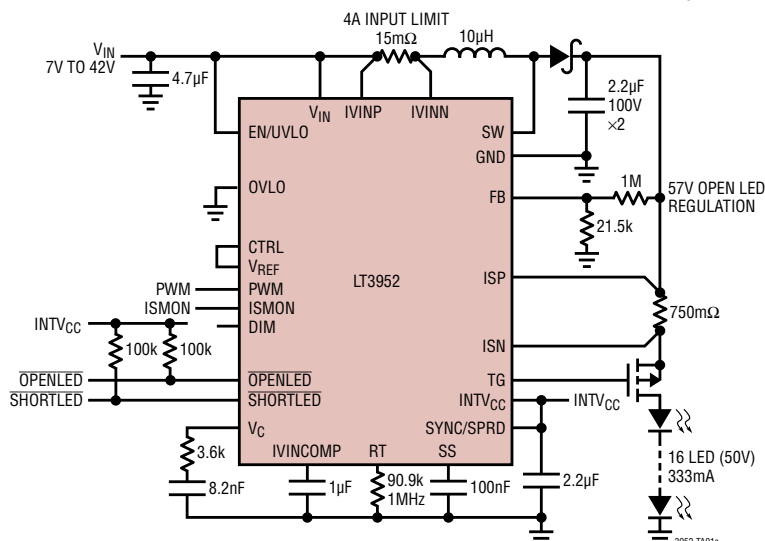 4A INPUT LIMIT
15mΩ
10µH
VIN
7V TO 42V
4.7µF
2.2µF
100V
×2
VIN
IVINP
IVINN
EN/UVLO
SW
GND
OVLO
FB
1M
57V OPEN LED
REGULATION
21.5k
CTRL
VREF
LT3952
ISP
PWM
PWM
ISMON
ISMON
750mΩ
INTVCC
DIM
ISN
100k
100k
TG
OPENLED
OPENLED
INTVCC
INTVCC
SHORTLED
SHORTLED
SYNC/SPRD
VC
IVINCOMP
RT
SS
16 LED (50V)
333mA
3.6k
8.2nF
1µF
90.9k
1MHz
100nF
2.2µF
3952 TA01a